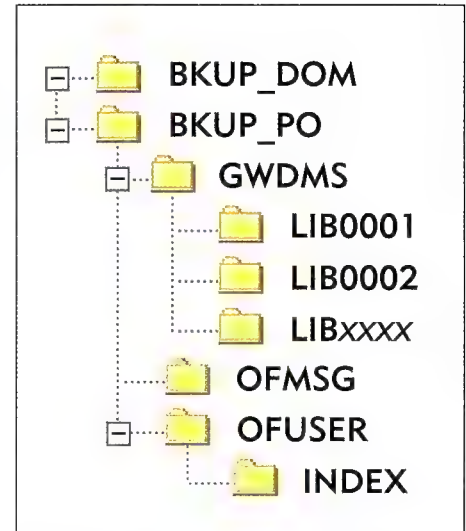 BKUP_DOM
BKUP_PO
GWDMS
LIB0001
LIB0002
LIBxxxx
OFMSG
OFUSER
INDEX